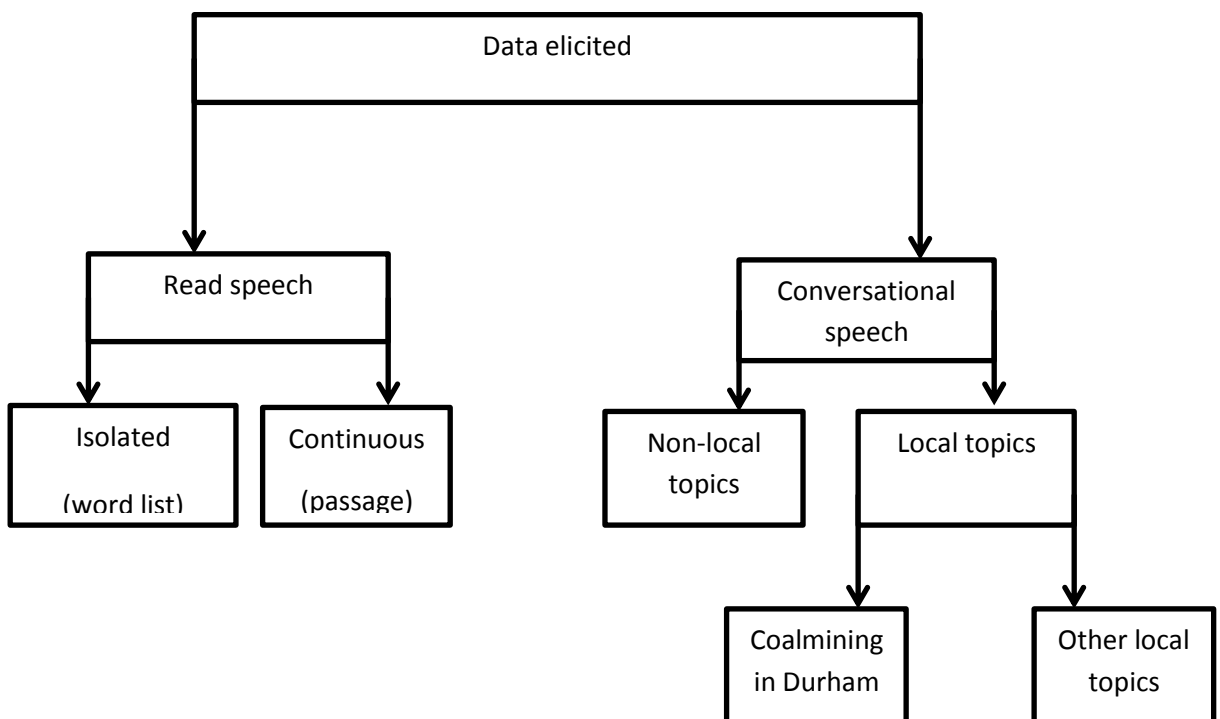 Data elicited
Read speech
Conversational
speech
Isolated
(word list)
Continuous
(passage)
Non-local
topics
Local topics
Coalmining
in Durham
Other local
topics